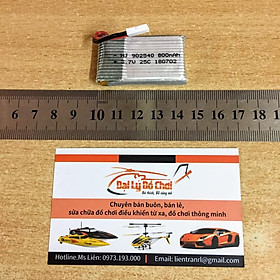 - HJ 902540 800mAh
+ 3.7V 25C 180702
6 7 8 9 10 11 12 13 14 15 16 17 18
Đại Lý Đồ Chơi
Chuyên bán buôn, bán lẻ,
sửa chữa đồ chơi điều khiển từ xa, đồ chơi thông minh
Hotline.Ms Liên: 0973.193.000
Email: lientranrl@gmail.com